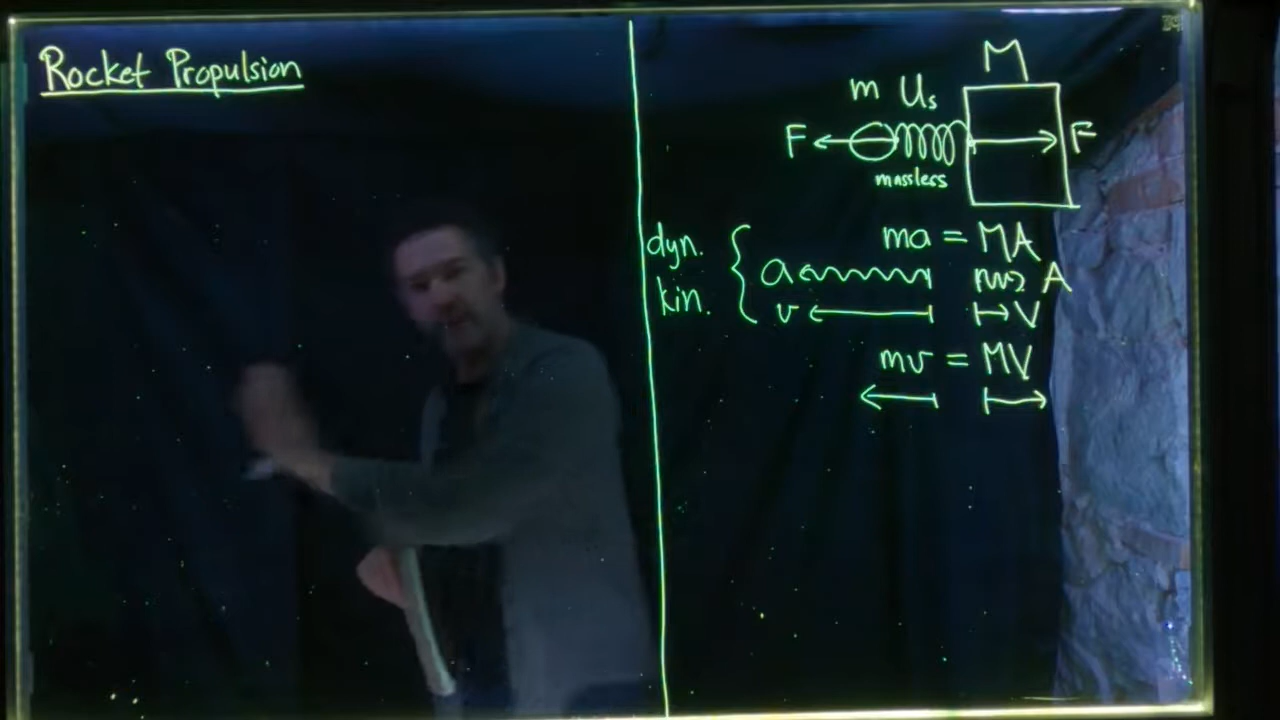 Rocket Propulsion
M
m Us
F F
massless
dyn. ma = MA
a A
kin. v V
mv = MV